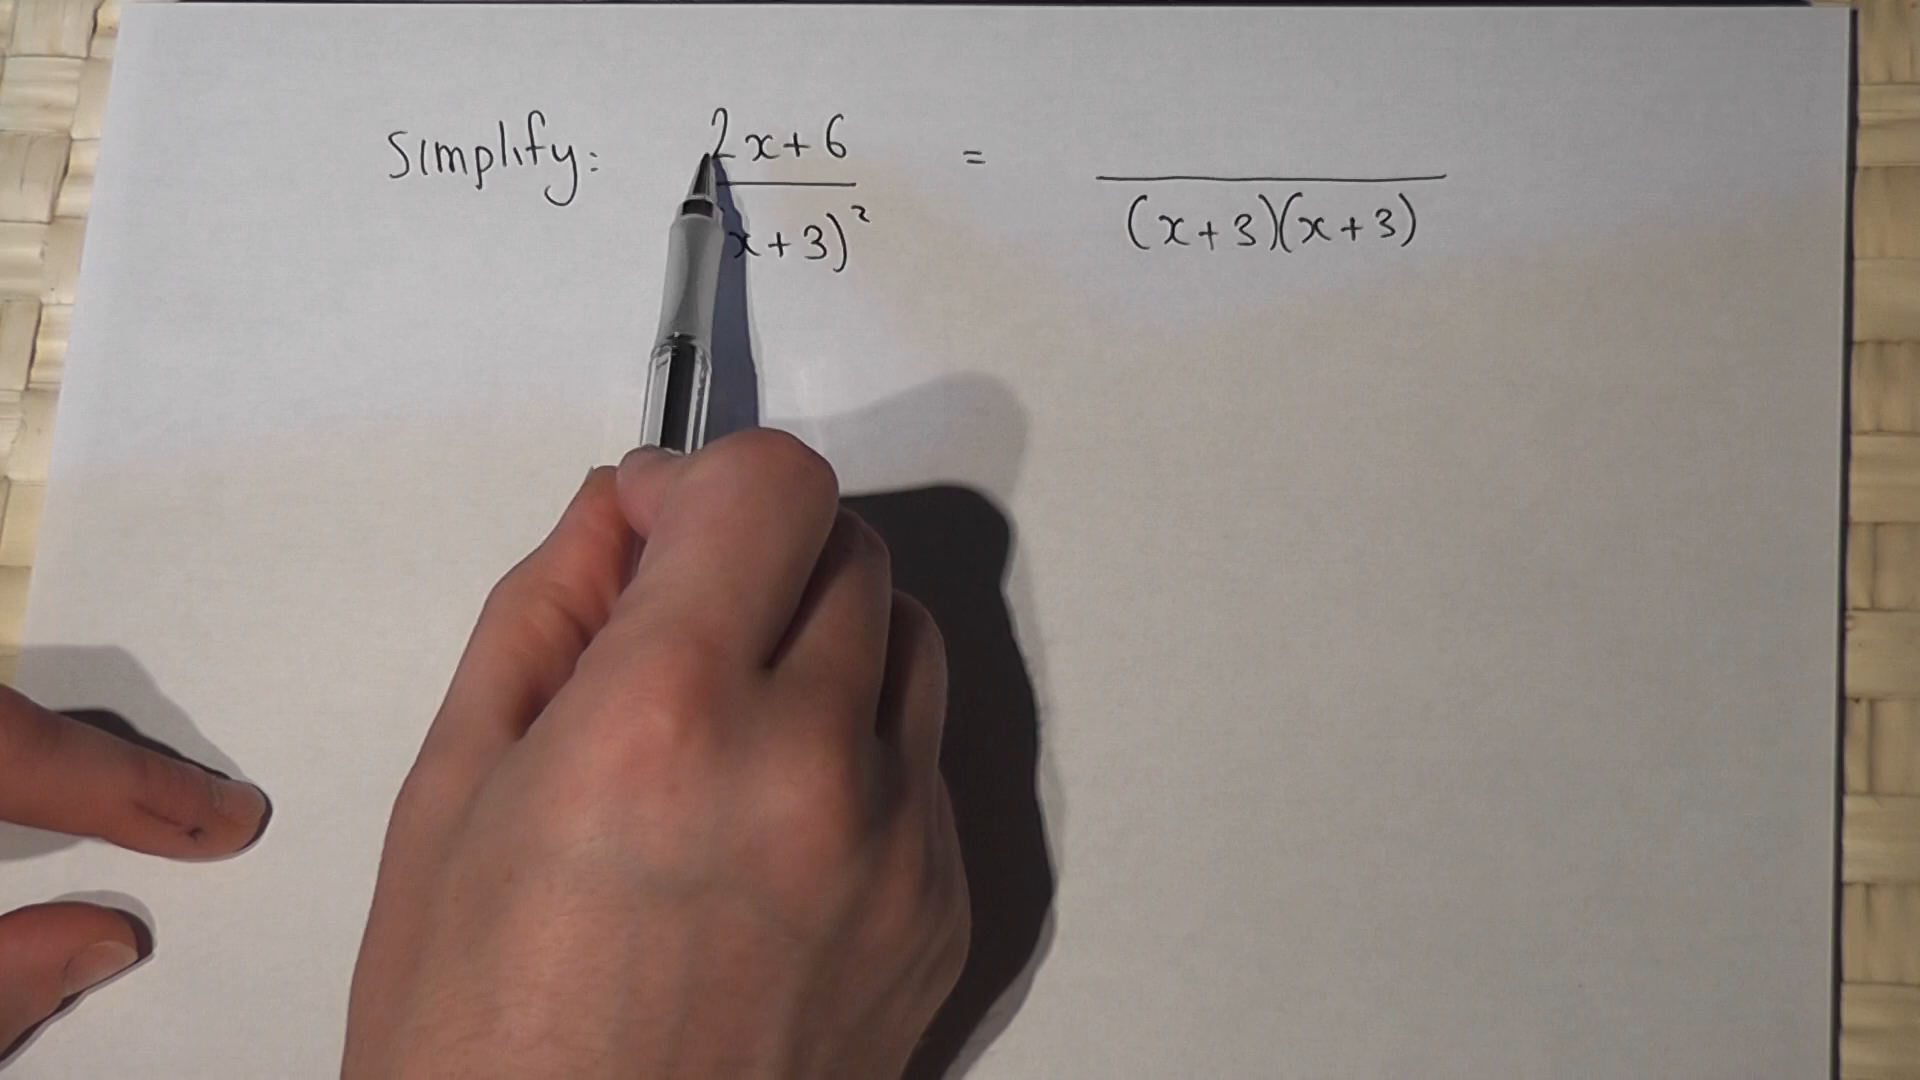 Simplify: 2x+6 =
x+3)² (x+3)(x+3)